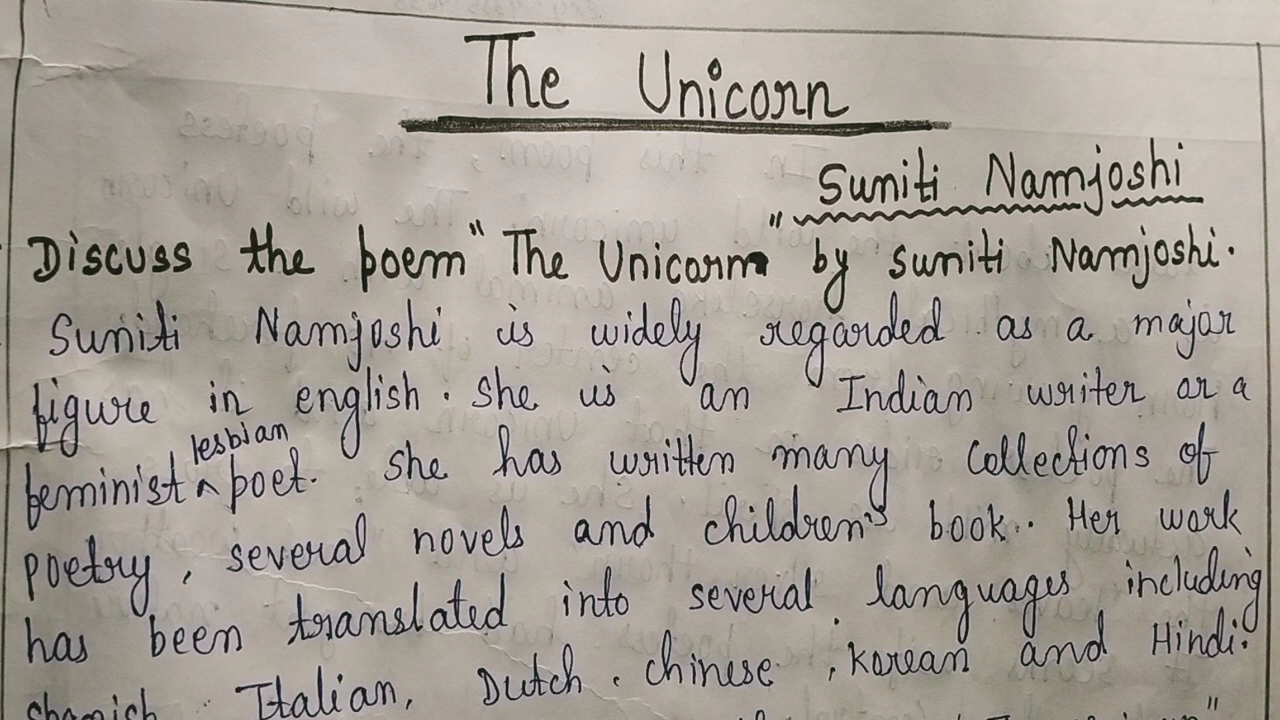 The Unicorn
Suniti Namjoshi
Discuss the poem "The Unicorn" by suniti Namjoshi.
Suniti Namjoshi is widely regarded as a major
figure in english. She is an Indian writer or a
feminist ^ lesbian poet. She has written many collections of
poetry, several novels and children's book. Her work
has been translated into several languages including
Spanish Italian, Dutch, chinese, Korean and Hindi.